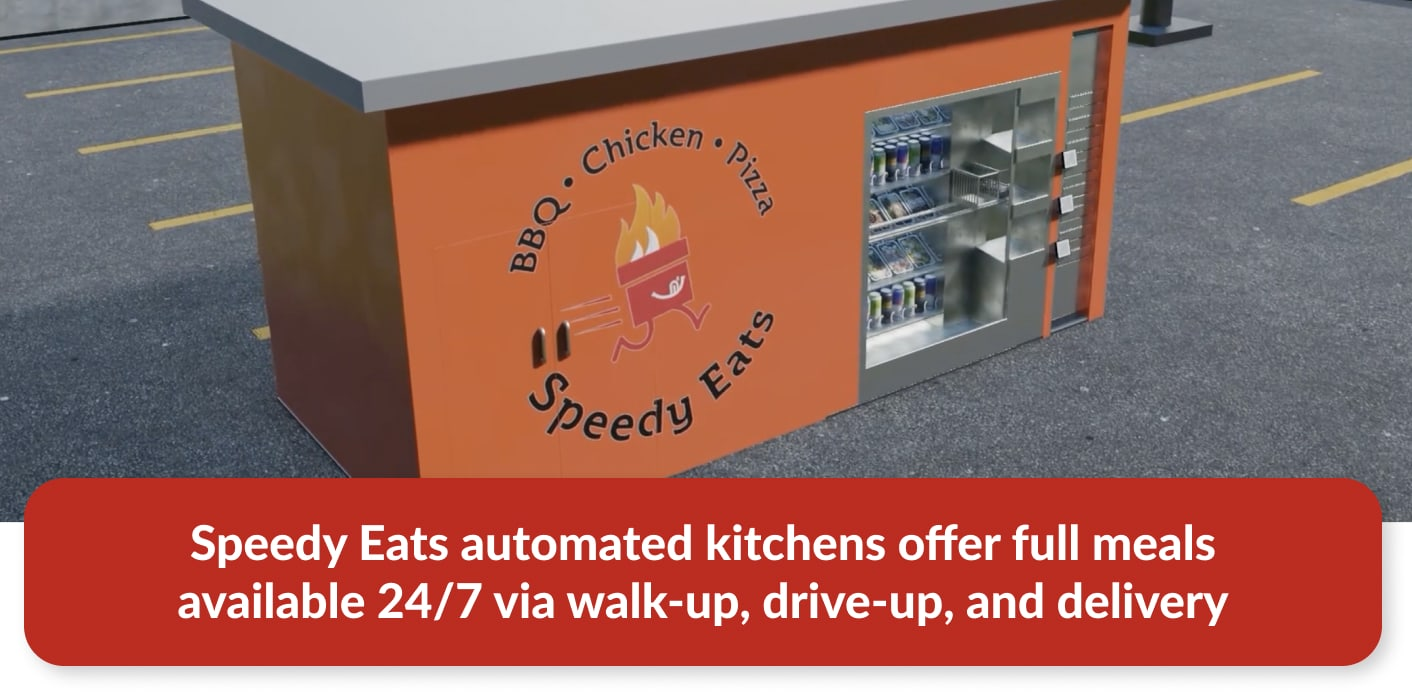 BBQ • Chicken • Pizza
Speedy Eats
Speedy Eats automated kitchens offer full meals
available 24/7 via walk-up, drive-up, and delivery